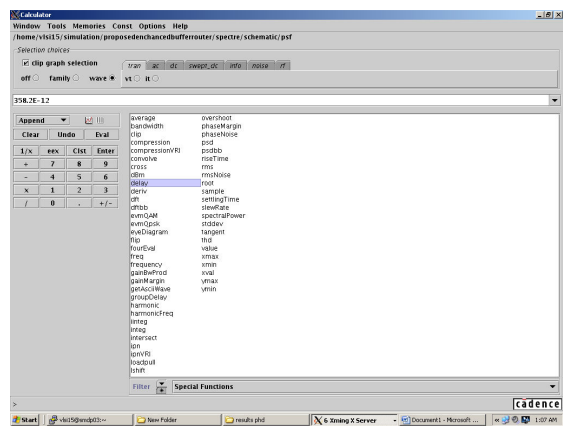 Calculator
Window Tools Memories Const Options Help
/home/vlsi15/simulation/proposedenchancedbufferrouter/spectre/schematic/psf
Selection choices
clip graph selection
off family wave
tran ac dc swept_dc info noise rf
vt it
358.2E-12
Append
Clear Undo Eval
1/x eex Clst Enter
+ 7 8 9
- 4 5 6
x 1 2 3
/ 0 . +/-
average overshoot
bandwidth phaseMargin
clip phaseNoise
compression psd
compressionVRI psdbb
convolve riseTime
cross rms
dBm rmsNoise
delay root
deriv sample
dft settlingTime
dftbb slewRate
evmQAM spectralPower
evmQpsk stddev
eyeDiagram tangent
flip thd
fourEval value
freq xmax
frequency xmin
gainBwProd xval
gainMargin ymax
getAsciiWave ymin
groupDelay
harmonic
harmonicFreq
iinteg
integ
intersect
ipn
ipnVRI
loadpull
lshift
Filter Special Functions
>
cādence
Start vlsi15@smdp03:~ New Folder results phd 6 Xming X Server Document1 - Microsoft ... « 1:07 AM